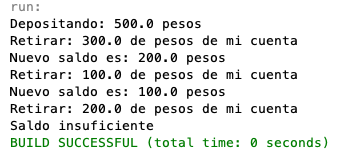 run:
Depositando: 500.0 pesos
Retirar: 300.0 de pesos de mi cuenta
Nuevo saldo es: 200.0 pesos
Retirar: 100.0 de pesos de mi cuenta
Nuevo saldo es: 100.0 pesos
Retirar: 200.0 de pesos de mi cuenta
Saldo insuficiente
BUILD SUCCESSFUL (total time: 0 seconds)